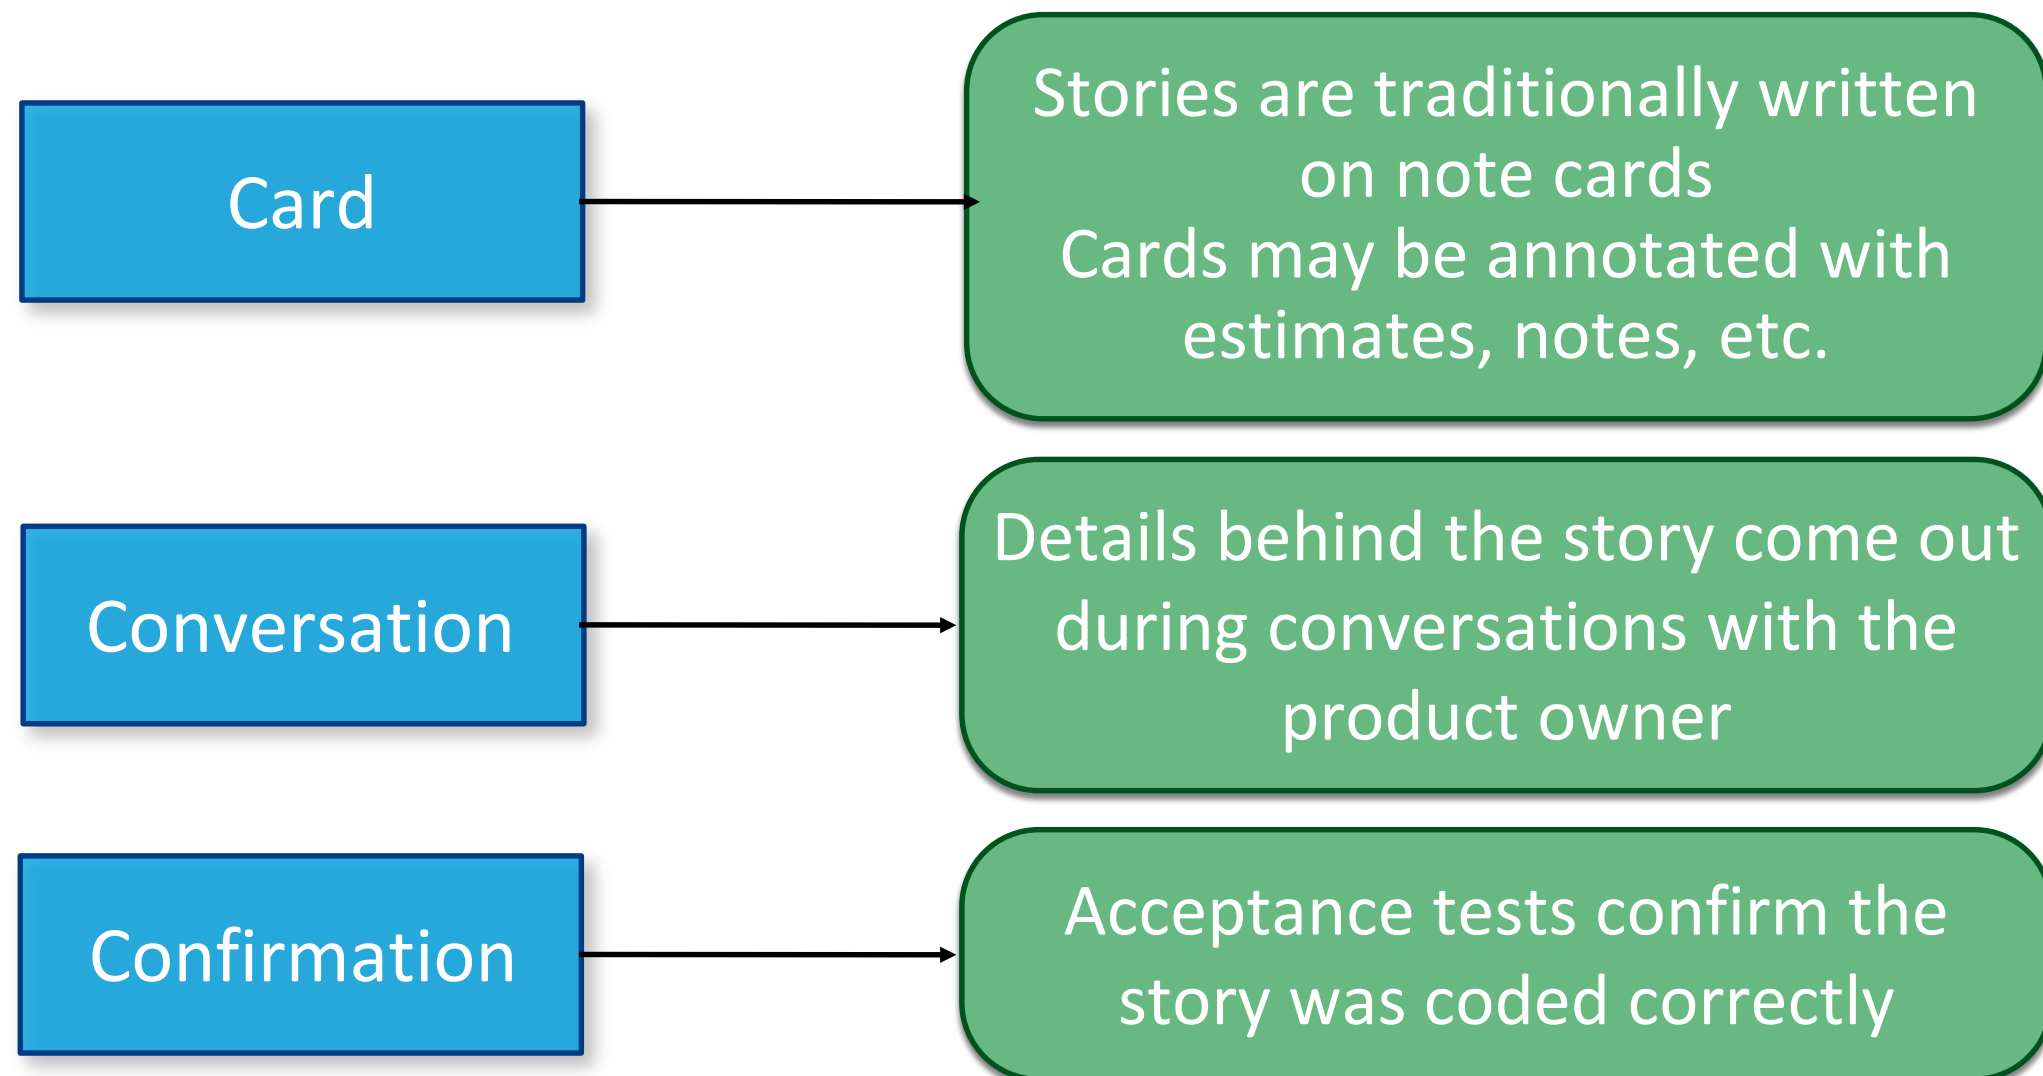 Card
Stories are traditionally written
on note cards
Cards may be annotated with
estimates, notes, etc.
Conversation
Details behind the story come out
during conversations with the
product owner
Confirmation
Acceptance tests confirm the
story was coded correctly